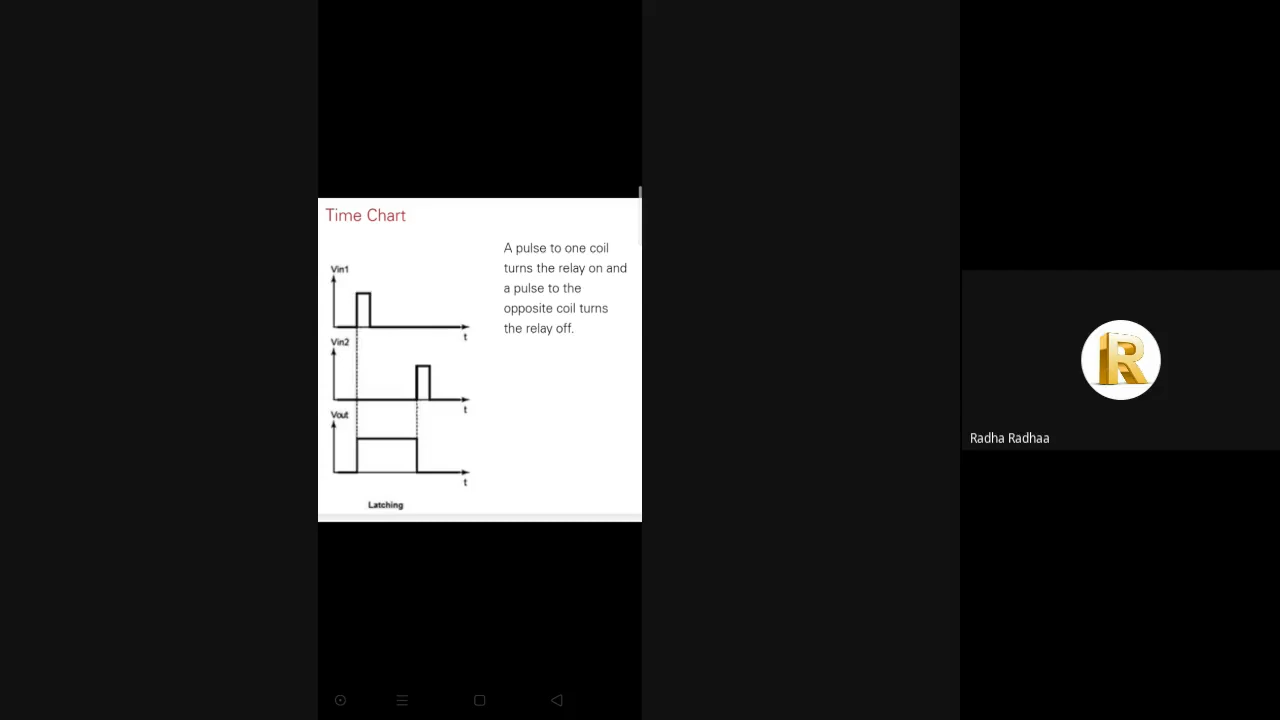 Time Chart
A pulse to one coil
turns the relay on and
a pulse to the
opposite coil turns
the relay off.
Vin1
t
Vin2
t
Vout
t
Latching
R
Radha Radhaa